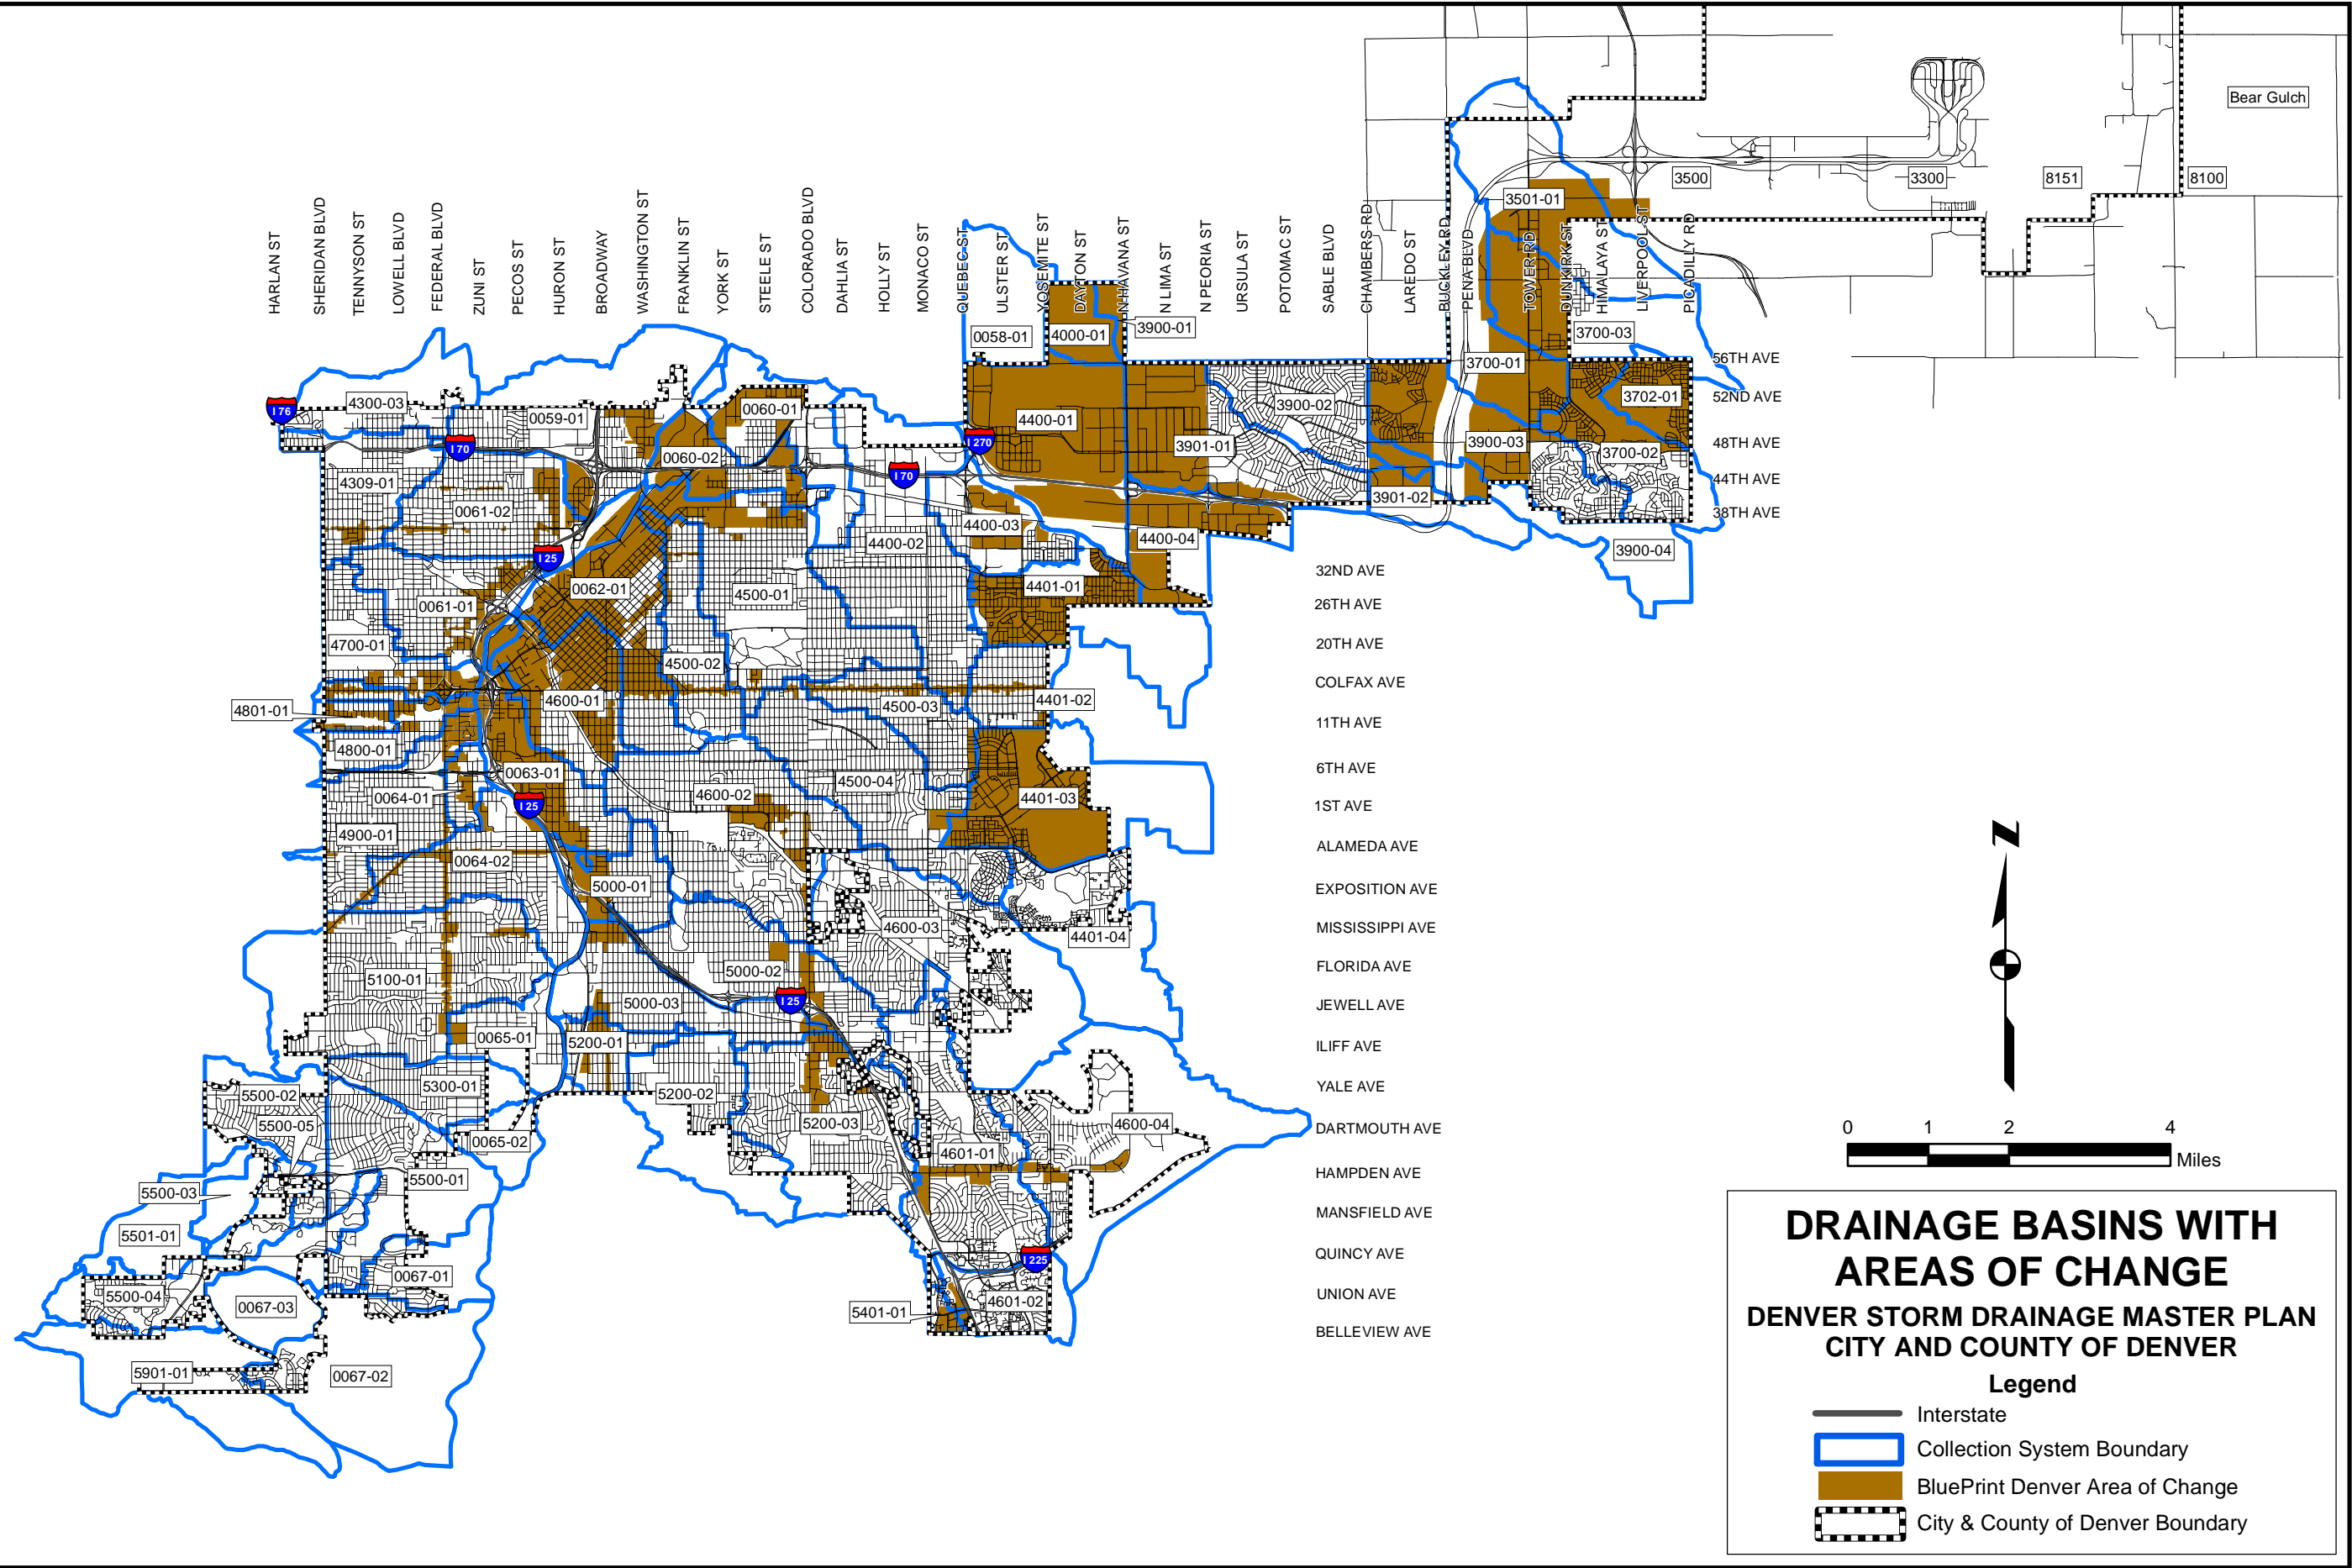 Bear Gulch
3500
3300
8151
8100
3501-01
HARLAN ST
SHERIDAN BLVD
TENNYSON ST
LOWELL BLVD
FEDERAL BLVD
ZUNI ST
PECOS ST
HURON ST
BROADWAY
WASHINGTON ST
FRANKLIN ST
YORK ST
STEELE ST
COLORADO BLVD
DAHLIA ST
HOLLY ST
MONACO ST
QUEBEC ST
ULSTER ST
YOSEMITE ST
DAYTON ST
N HAVANA ST
N LIMA ST
N PEORIA ST
URSULA ST
POTOMAC ST
SABLE BLVD
CHAMBERS RD
LAREDO ST
BUCKLEY RD
PENA BLVD
TOWER RD
DUNKIRK ST
HIMALAYA ST
LIVERPOOL ST
PICADILLY RD
0058-01
4000-01
3900-01
3700-03
3700-01
56TH AVE
52ND AVE
48TH AVE
44TH AVE
38TH AVE
I 76
4300-03
0059-01
0060-01
4400-01
3900-02
3702-01
I 70
0060-02
I 270
I 70
3901-01
3900-03
3700-02
4309-01
0061-02
3901-02
4400-03
4400-02
4400-04
3900-04
I 25
0062-01
4500-01
4401-01
0061-01
4700-01
4500-02
32ND AVE
26TH AVE
20TH AVE
COLFAX AVE
11TH AVE
6TH AVE
1ST AVE
ALAMEDA AVE
EXPOSITION AVE
MISSISSIPPI AVE
FLORIDA AVE
JEWELL AVE
ILIFF AVE
YALE AVE
DARTMOUTH AVE
HAMPDEN AVE
MANSFIELD AVE
QUINCY AVE
UNION AVE
BELLEVIEW AVE
4801-01
4600-01
4500-03
4401-02
4800-01
0063-01
4500-04
0064-01
I 25
4600-02
4401-03
4900-01
0064-02
5000-01
4600-03
4401-04
5100-01
5000-02
5000-03
I 25
0065-01
5200-01
5300-01
5200-02
5500-02
5500-05
0065-02
5200-03
4600-04
4601-01
5500-01
5500-03
5501-01
0067-01
I 225
5500-04
0067-03
5401-01
4601-02
5901-01
0067-02
N
0 1 2 4
Miles
DRAINAGE BASINS WITH
AREAS OF CHANGE
DENVER STORM DRAINAGE MASTER PLAN
CITY AND COUNTY OF DENVER
Legend
Interstate
Collection System Boundary
BluePrint Denver Area of Change
City & County of Denver Boundary